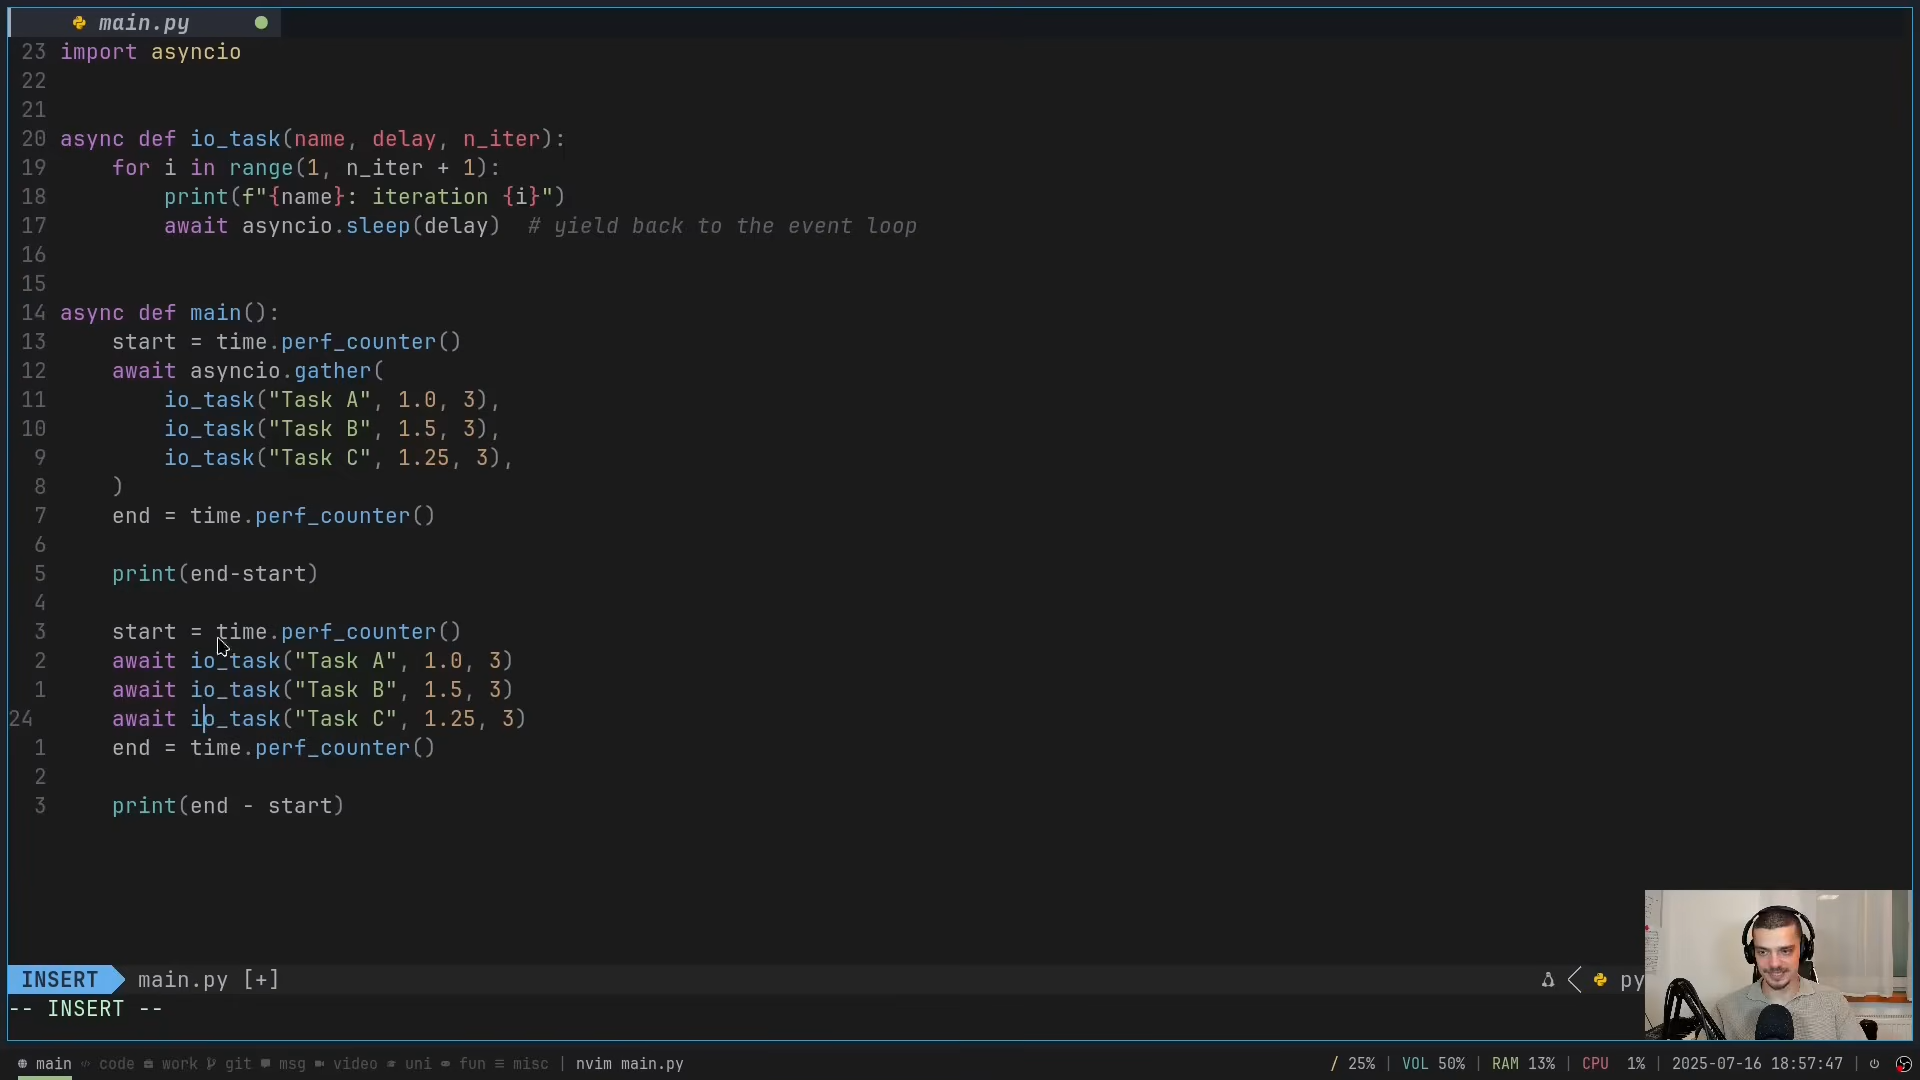 main.py
23 import asyncio
22
21
20 async def io_task(name, delay, n_iter):
19     for i in range(1, n_iter + 1):
18         print(f"{name}: iteration {i}")
17         await asyncio.sleep(delay)  # yield back to the event loop
16
15
14 async def main():
13     start = time.perf_counter()
12     await asyncio.gather(
11         io_task("Task A", 1.0, 3),
10         io_task("Task B", 1.5, 3),
9         io_task("Task C", 1.25, 3),
8     )
7     end = time.perf_counter()
6
5     print(end-start)
4
3     start = time.perf_counter()
2     await io_task("Task A", 1.0, 3)
1     await io_task("Task B", 1.5, 3)
24     await io_task("Task C", 1.25, 3)
1     end = time.perf_counter()
2
3     print(end - start)
INSERT main.py [+] py
-- INSERT --
main code work git msg video uni fun misc | nvim main.py / 25% | VOL 50% | RAM 13% | CPU 1% | 2025-07-16 18:57:47 |